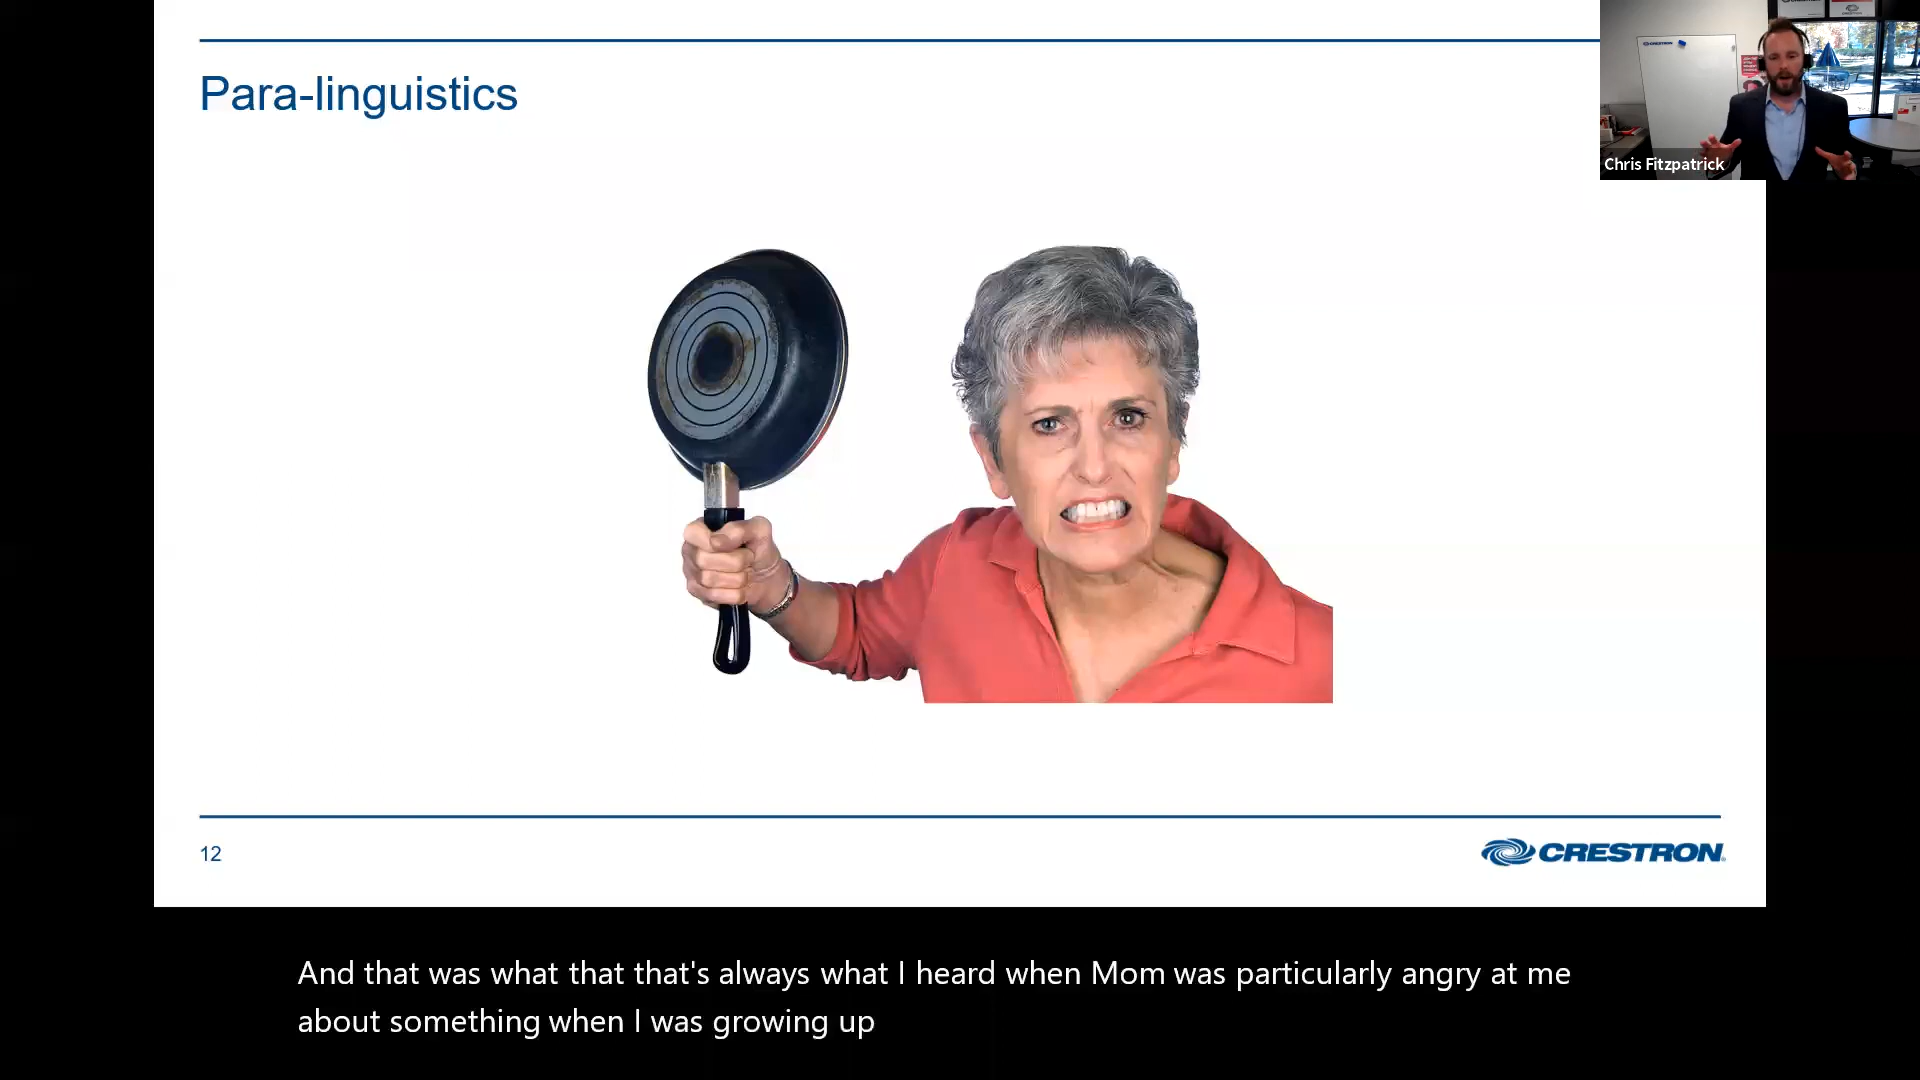 Para-linguistics
CRESTRON
Chris Fitzpatrick
12
CRESTRON
And that was what that that's always what I heard when Mom was particularly angry at me
about something when I was growing up